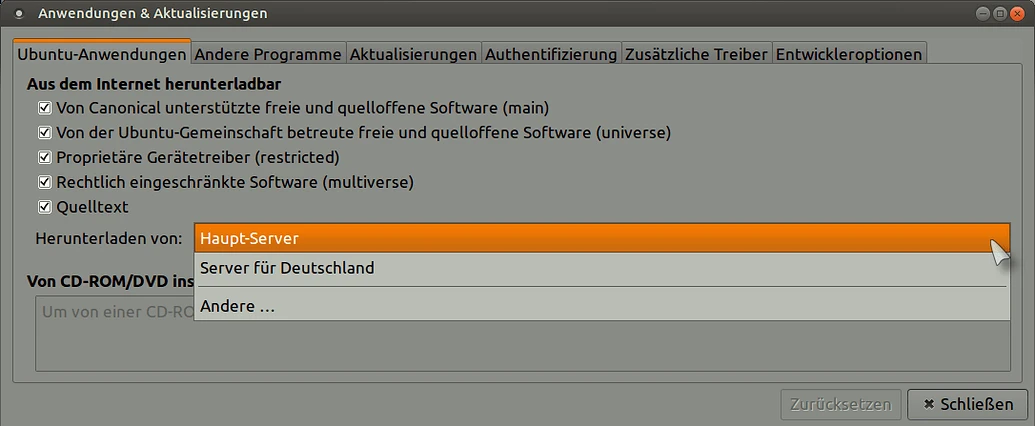 Anwendungen & Aktualisierungen
Ubuntu-Anwendungen Andere Programme Aktualisierungen Authentifizierung Zusätzliche Treiber Entwickleroptionen
Aus dem Internet herunterladbar
Von Canonical unterstützte freie und quelloffene Software (main)
Von der Ubuntu-Gemeinschaft betreute freie und quelloffene Software (universe)
Proprietäre Gerätetreiber (restricted)
Rechtlich eingeschränkte Software (multiverse)
Quelltext
Herunterladen von: Haupt-Server
Server für Deutschland
Von CD-ROM/DVD ins
Andere …
Um von einer CD-RO
Zurücksetzen Schließen